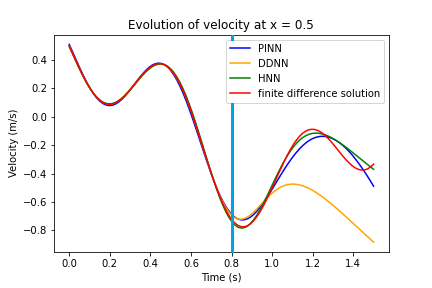 Evolution of velocity at x = 0.5
PINN
DDNN
HNN
finite difference solution
Velocity (m/s)
0.4
0.2
0.0
−0.2
−0.4
−0.6
−0.8
0.0 0.2 0.4 0.6 0.8 1.0 1.2 1.4
Time (s)